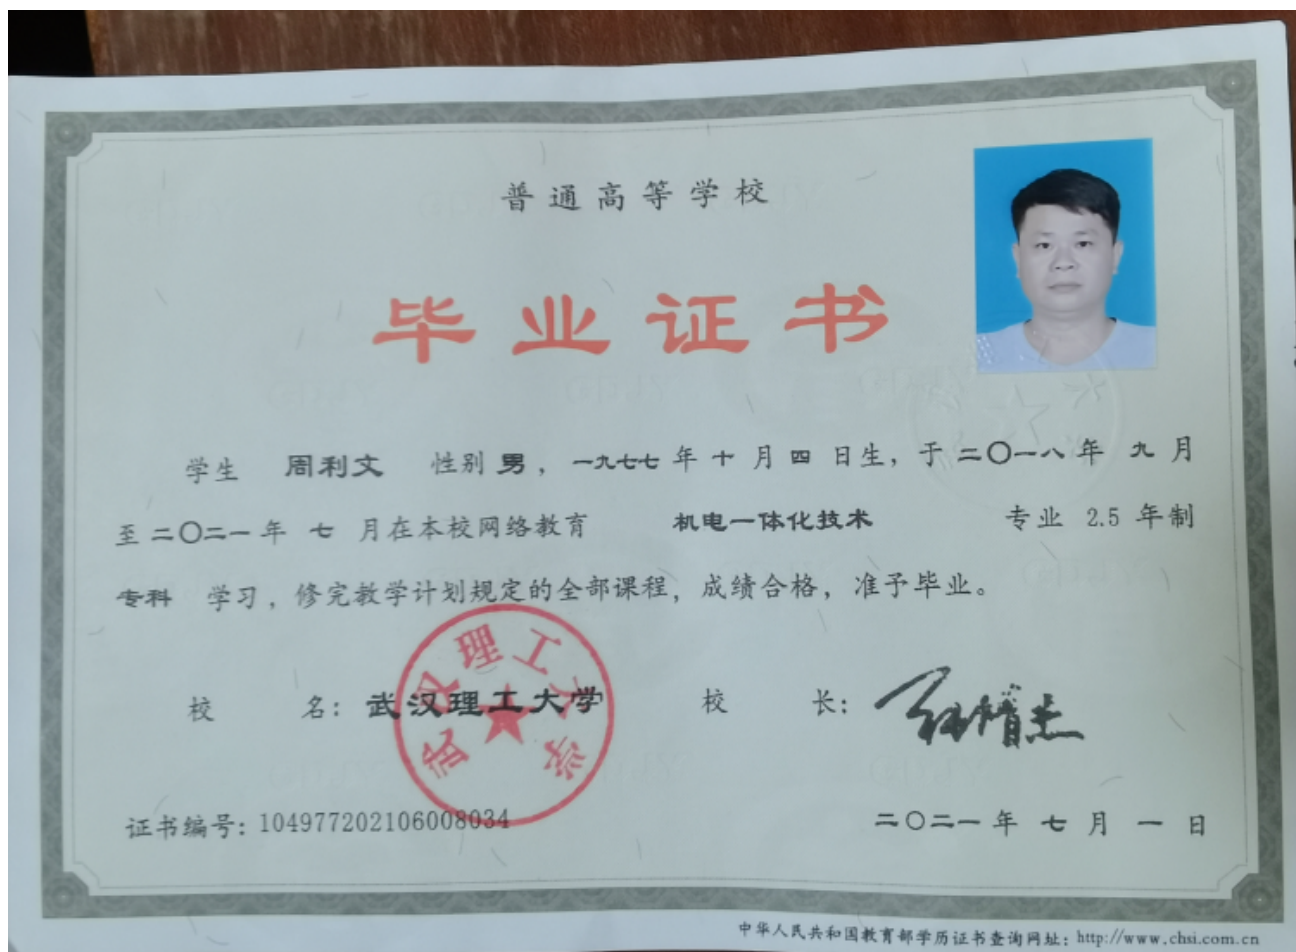 普通高等学校
毕业证书
学生 周利文 性别 男，一九七七年 十 月 四 日生，于二〇一八年 九 月
至二〇二一年 七 月在本校网络教育 机电一体化技术 专业 2.5 年制
专科 学习，修完教学计划规定的全部课程，成绩合格，准予毕业。
武汉理工大学
校 名：武汉理工大学 校 长：
证书编号：104977202106008034 二〇二一年 七 月 一 日
中华人民共和国教育部学历证书查询网址：http://www.chsi.com.cn